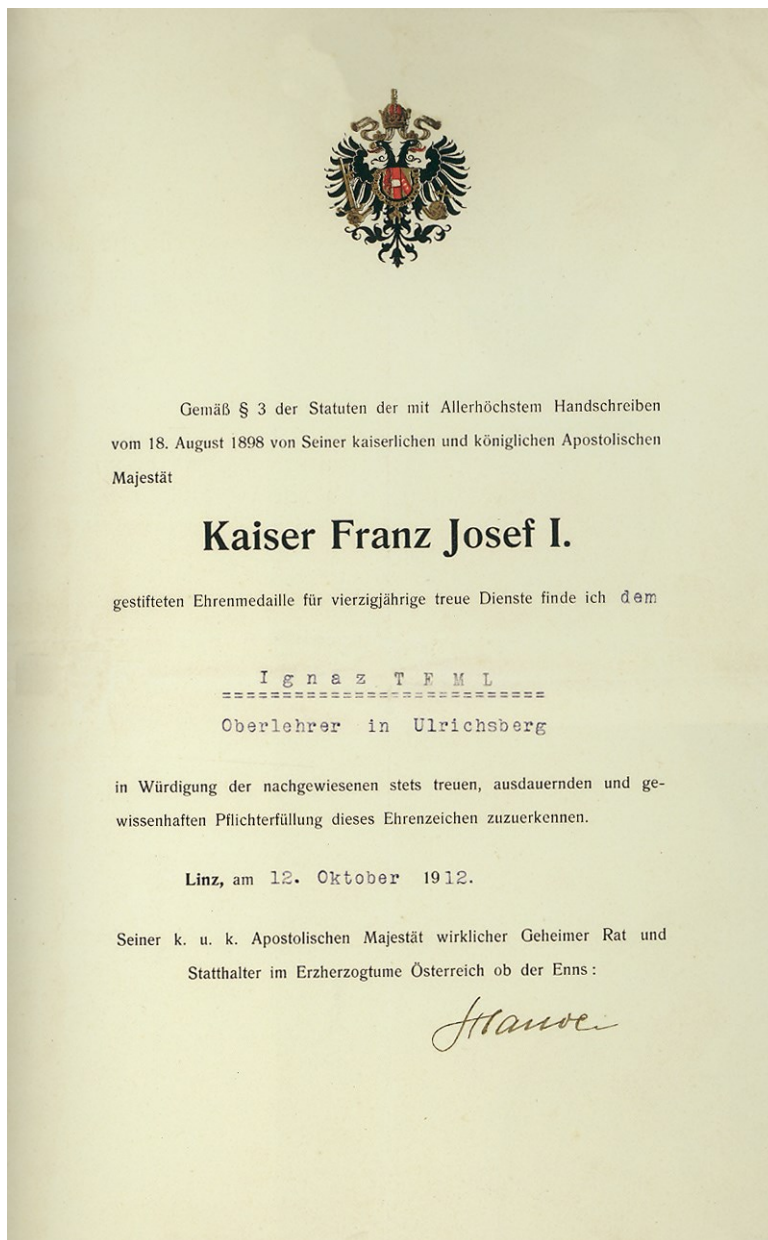 Gemäß § 3 der Statuten der mit Allerhöchstem Handschreiben
vom 18. August 1898 von Seiner kaiserlichen und königlichen Apostolischen
Majestät
Kaiser Franz Josef I.
gestifteten Ehrenmedaille für vierzigjährige treue Dienste finde ich dem
Ignaz TEML
Oberlehrer in Ulrichsberg
in Würdigung der nachgewiesenen stets treuen, ausdauernden und ge-
wissenhaften Pflichterfüllung dieses Ehrenzeichen zuzuerkennen.
Linz, am 12. Oktober 1912.
Seiner k. u. k. Apostolischen Majestät wirklicher Geheimer Rat und
Statthalter im Erzherzogtume Österreich ob der Enns: